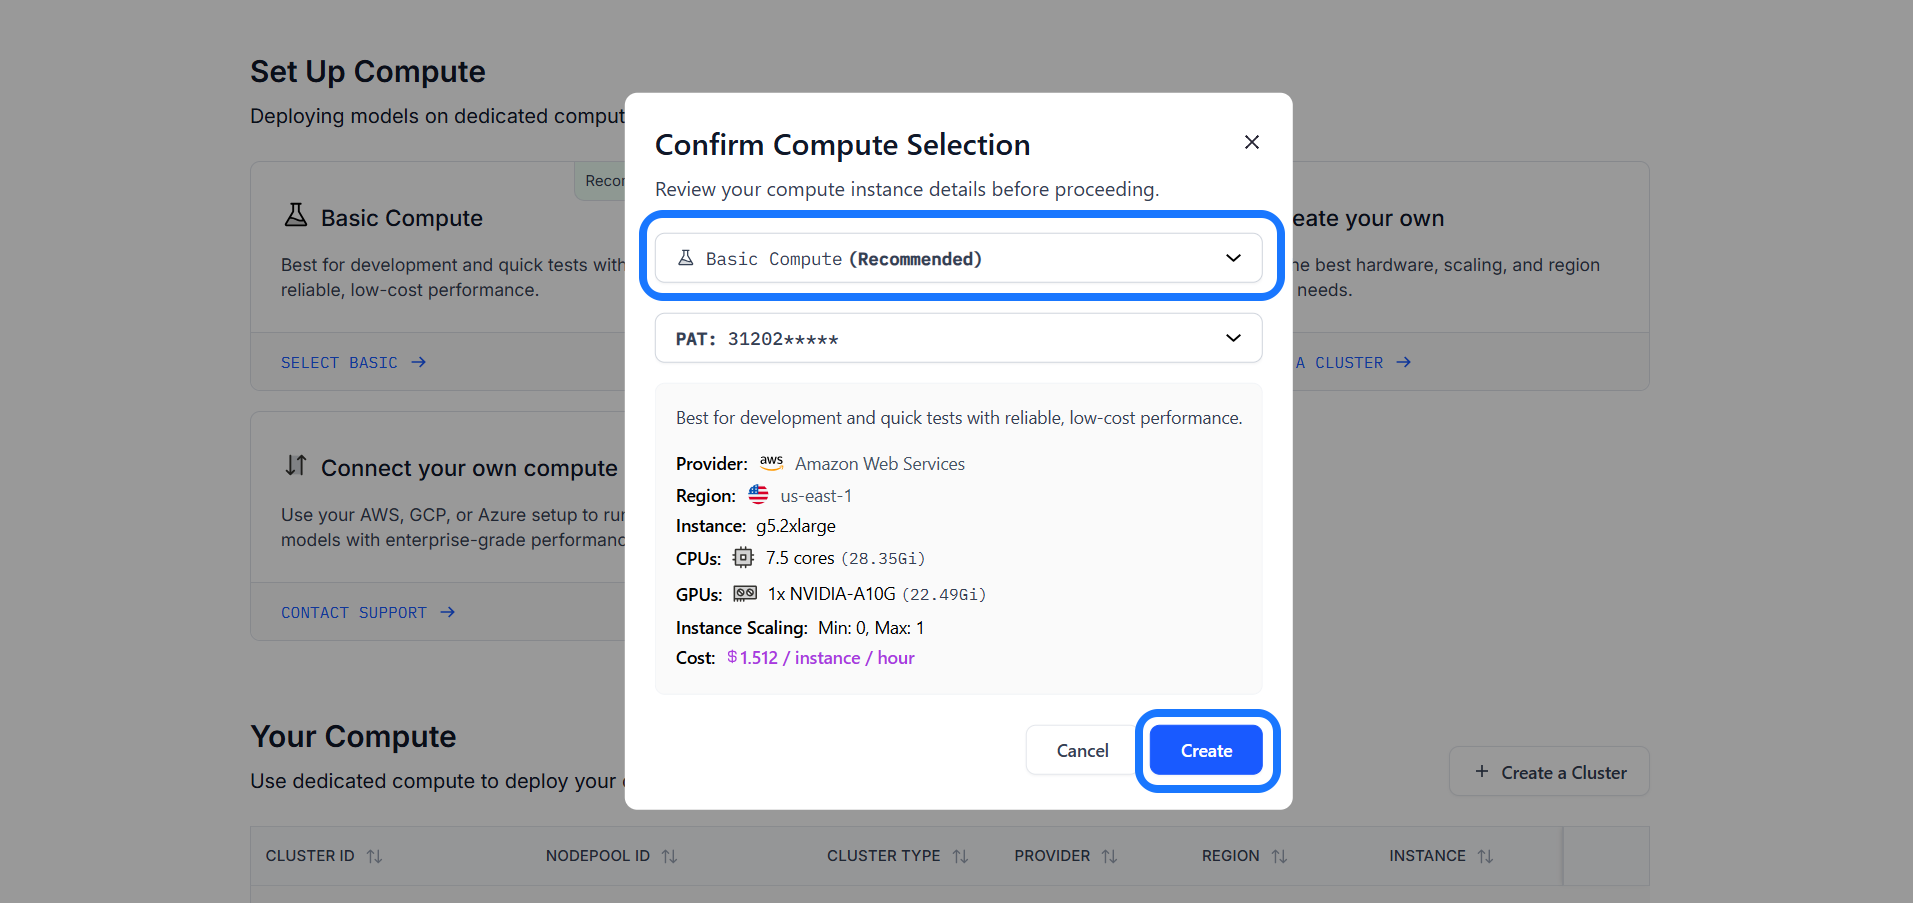 Set Up Compute
Deploying models on dedicated comput
Recor
Basic Compute
Best for development and quick tests with
reliable, low-cost performance.
SELECT BASIC
eate your own
ne best hardware, scaling, and region
needs.
A CLUSTER
Connect your own compute
Use your AWS, GCP, or Azure setup to run
models with enterprise-grade performanc
CONTACT SUPPORT
Confirm Compute Selection
Review your compute instance details before proceeding.
Basic Compute (Recommended)
PAT: 31202*****
Best for development and quick tests with reliable, low-cost performance.
Provider: aws Amazon Web Services
Region: us-east-1
Instance: g5.2xlarge
CPUs: 7.5 cores (28.35Gi)
GPUs: 1x NVIDIA-A10G (22.49Gi)
Instance Scaling: Min: 0, Max: 1
Cost: $1.512 / instance / hour
Cancel
Create
Your Compute
Use dedicated compute to deploy your
+ Create a Cluster
CLUSTER ID
NODEPOOL ID
CLUSTER TYPE
PROVIDER
REGION
INSTANCE